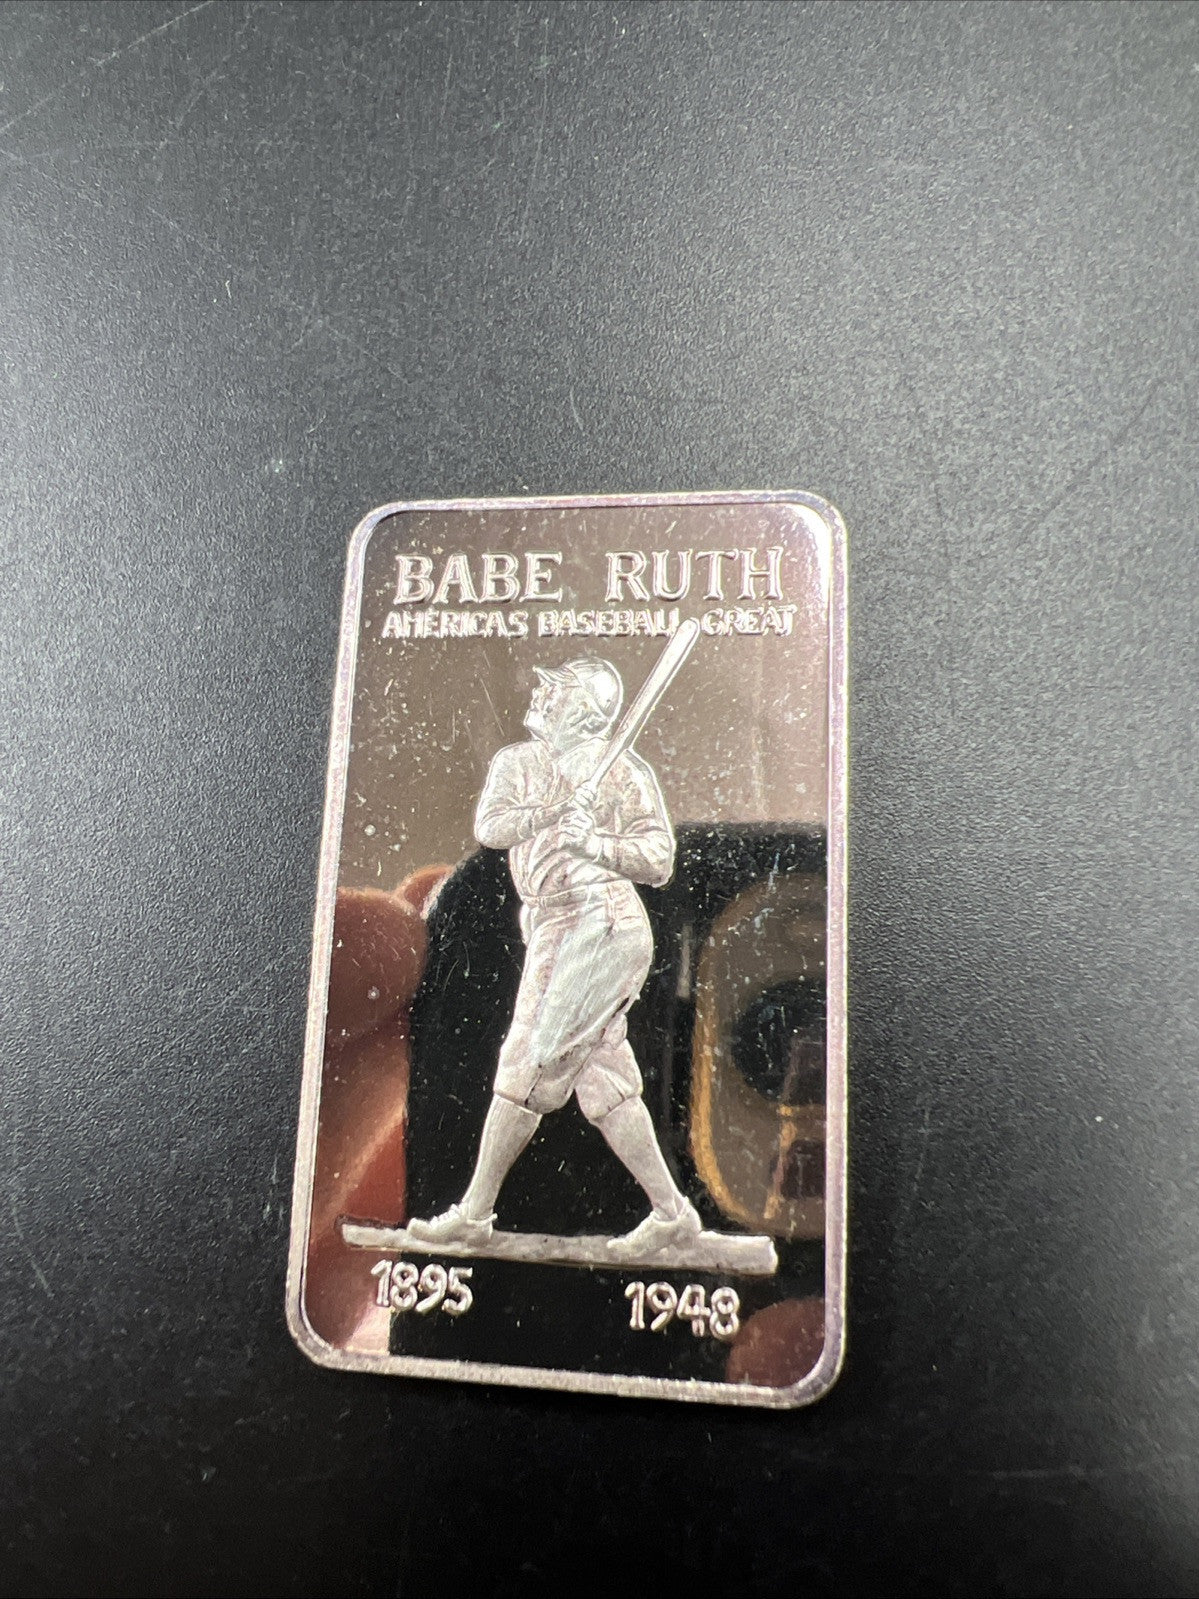 BABE RUTH
AMERICAS BASEBALL GREAT
1895 1948